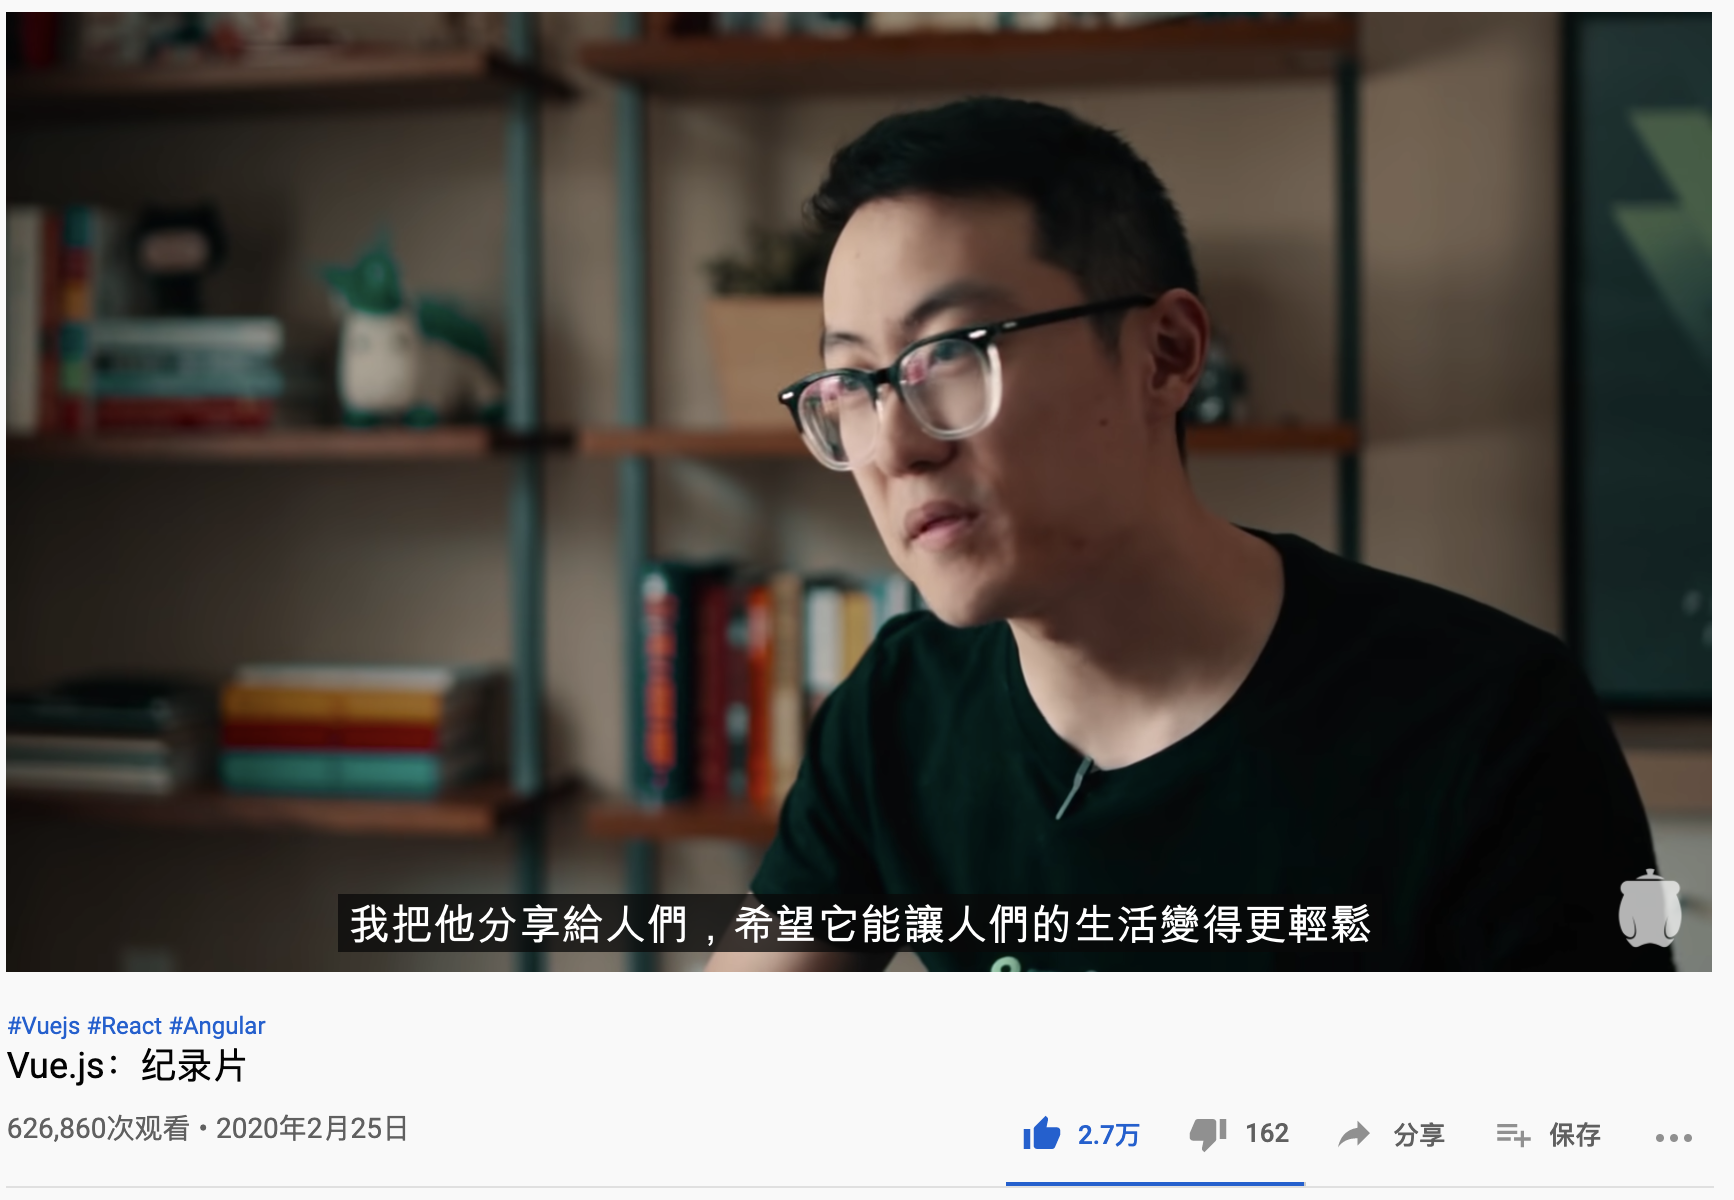 我把他分享給人們，希望它能讓人們的生活變得更輕鬆
#Vuejs #React #Angular
Vue.js：纪录片
626,860次观看 • 2020年2月25日
2.7万 162 分享 保存